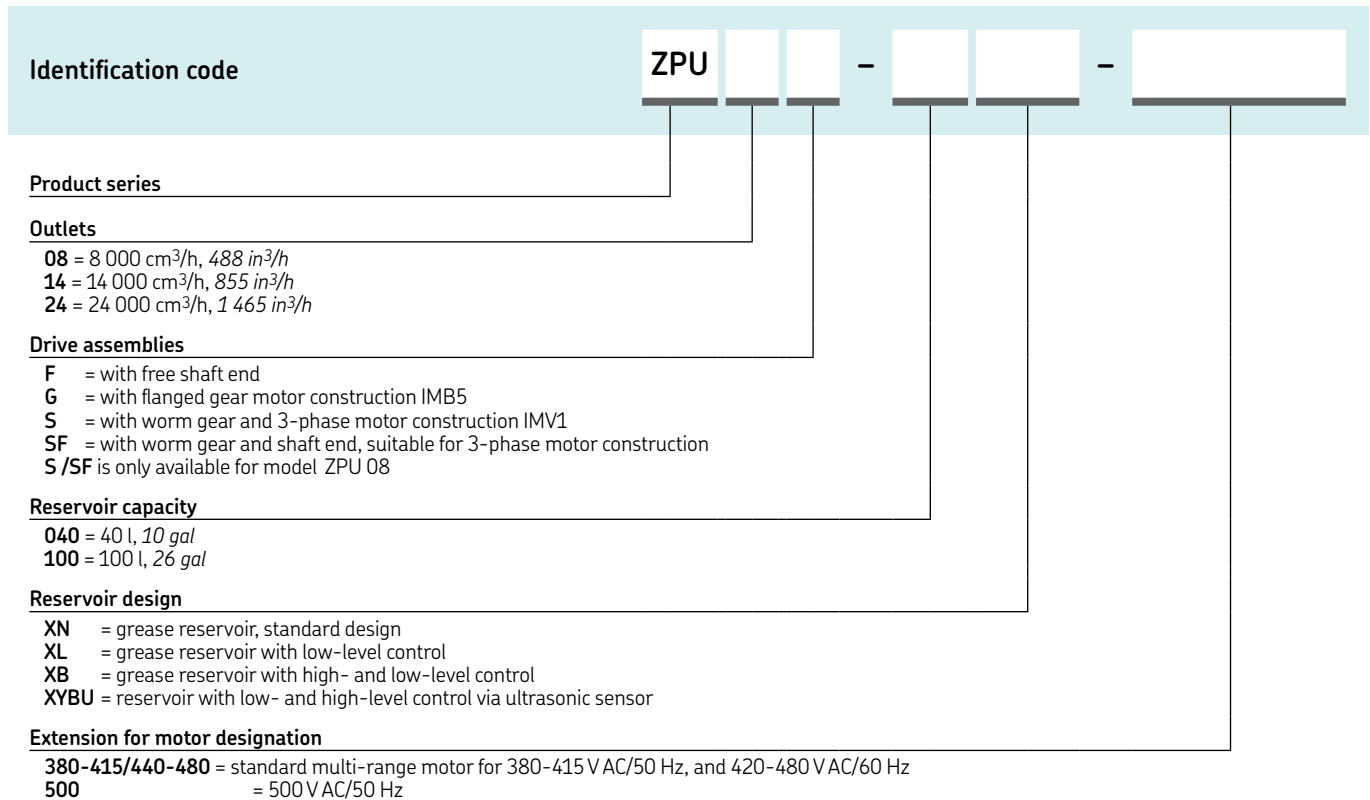 Identification code ZPU – –
Product series
Outlets
08 = 8 000 cm3/h, 488 in3/h
14 = 14 000 cm3/h, 855 in3/h
24 = 24 000 cm3/h, 1 465 in3/h
Drive assemblies
F = with free shaft end
G = with flanged gear motor construction IMB5
S = with worm gear and 3-phase motor construction IMV1
SF = with worm gear and shaft end, suitable for 3-phase motor construction
S /SF is only available for model ZPU 08
Reservoir capacity
040 = 40 l, 10 gal
100 = 100 l, 26 gal
Reservoir design
XN = grease reservoir, standard design
XL = grease reservoir with low-level control
XB = grease reservoir with high- and low-level control
XYBU = reservoir with low- and high-level control via ultrasonic sensor
Extension for motor designation
380-415/440-480 = standard multi-range motor for 380-415 V AC/50 Hz, and 420-480 V AC/60 Hz
500 = 500 V AC/50 Hz